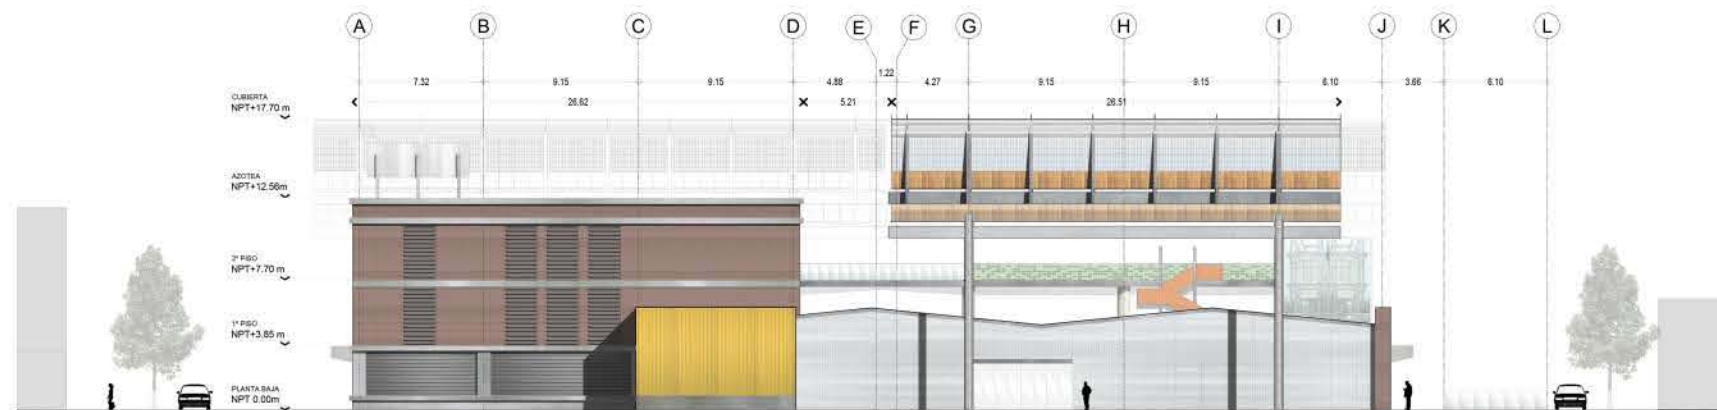 A B C D E F G H I J K L
1.22
7.32 9.15 9.15 4.88 4.27 9.15 9.15 6.10 3.66 6.10
26.62 5.21 26.51
CUBIERTA
NPT+17.70 m
AZOTEA
NPT+12.56m
2º PISO
NPT+7.70 m
1º PISO
NPT+3.85 m
PLANTA BAJA
NPT 0.00m